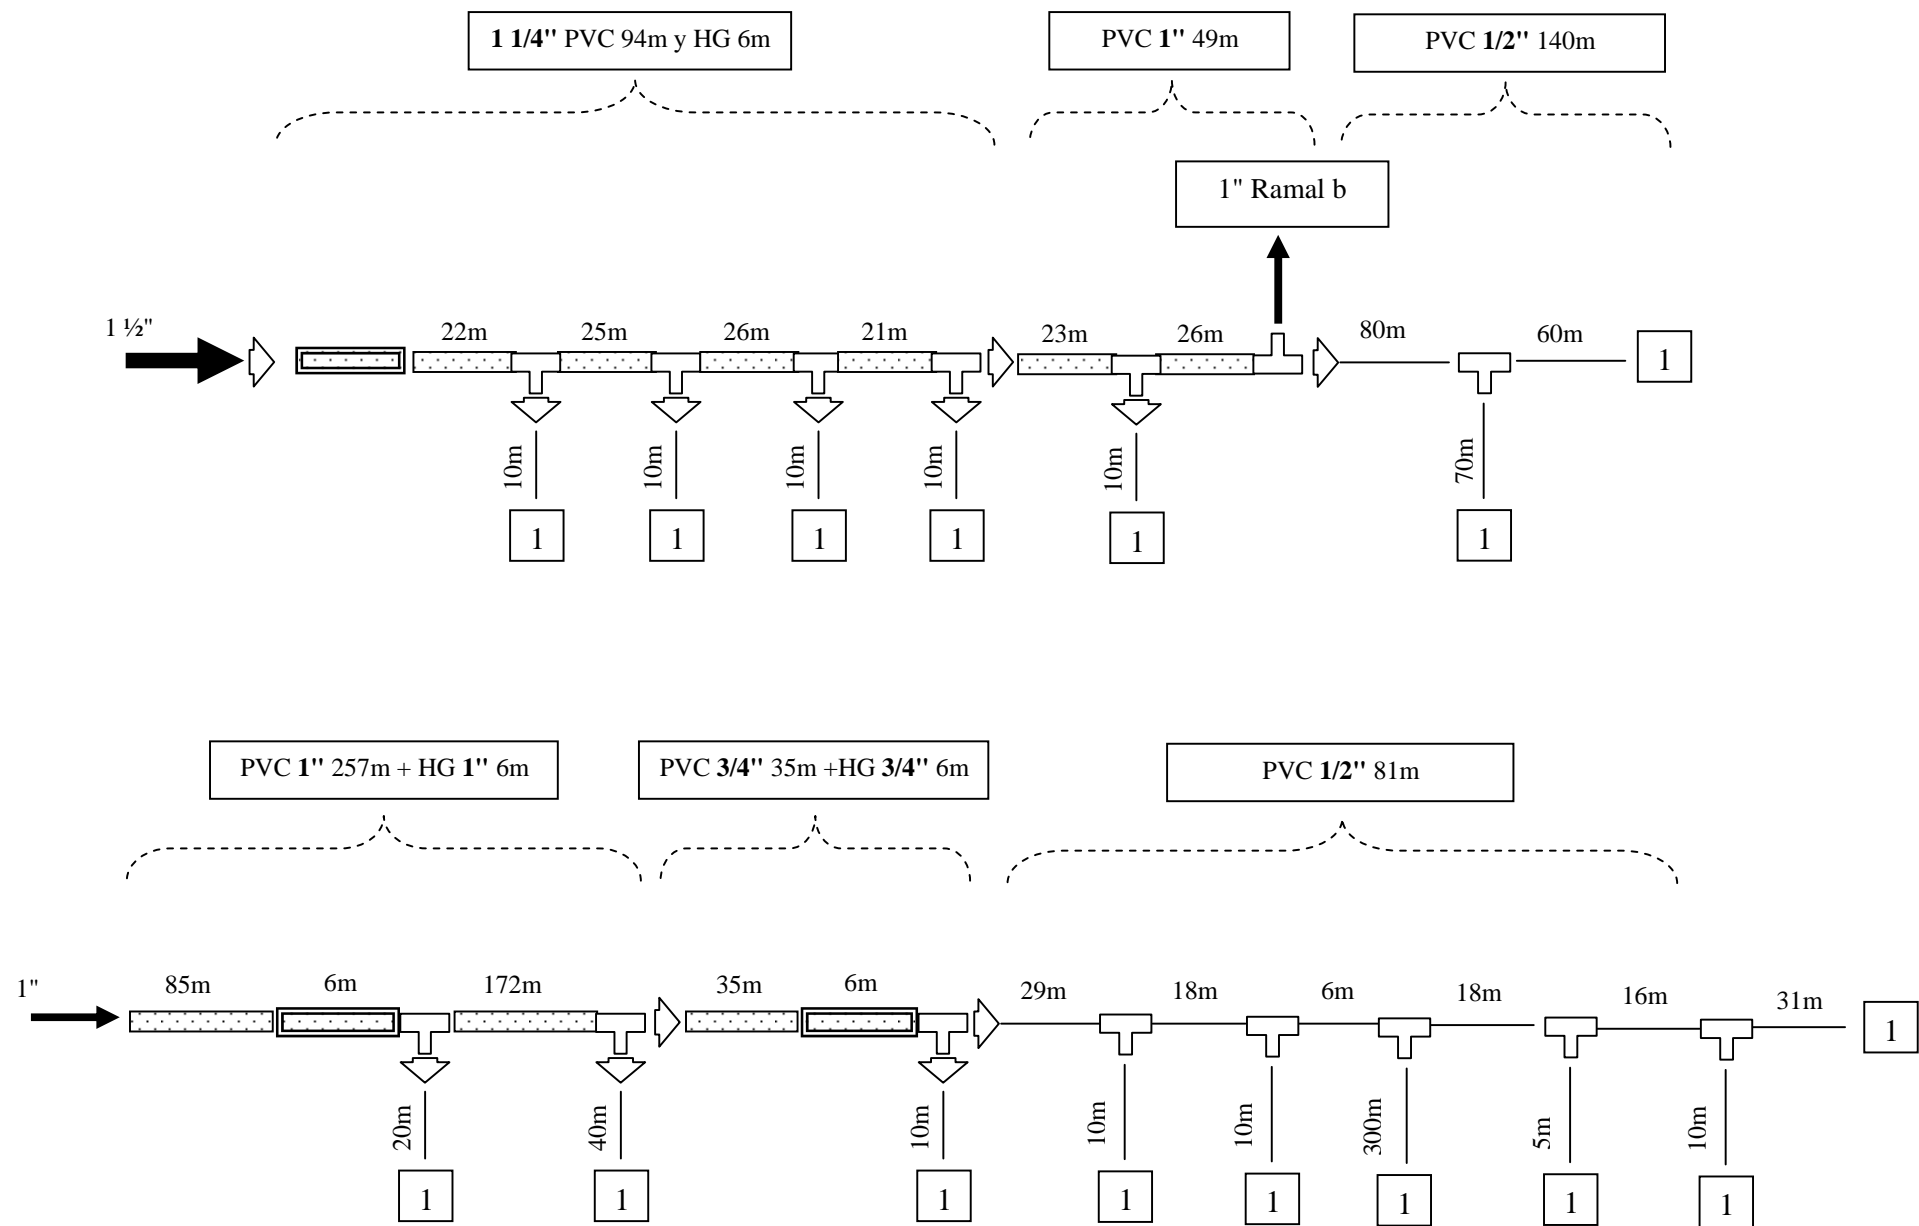 1 1/4" PVC 94m y HG 6m
PVC 1" 49m
PVC 1/2" 140m
1" Ramal b
1 ½"
22m
25m
26m
21m
23m
26m
80m
60m
1
10m
10m
10m
10m
10m
70m
1
1
1
1
1
1
PVC 1" 257m + HG 1" 6m
PVC 3/4" 35m +HG 3/4" 6m
PVC 1/2" 81m
1"
85m
6m
172m
35m
6m
29m
18m
6m
18m
16m
31m
1
20m
40m
10m
10m
10m
300m
5m
10m
1
1
1
1
1
1
1
1